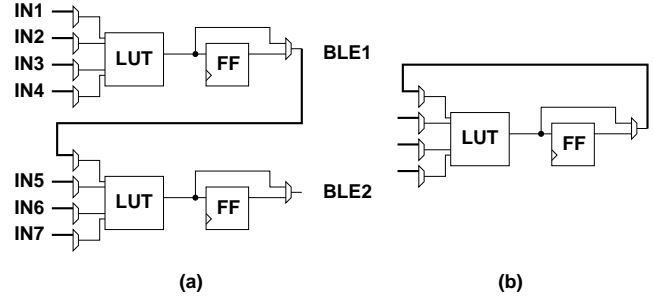 IN1
IN2
IN3
IN4
LUT
FF
BLE1
IN5
IN6
IN7
LUT
FF
BLE2
(a)
LUT
FF
(b)